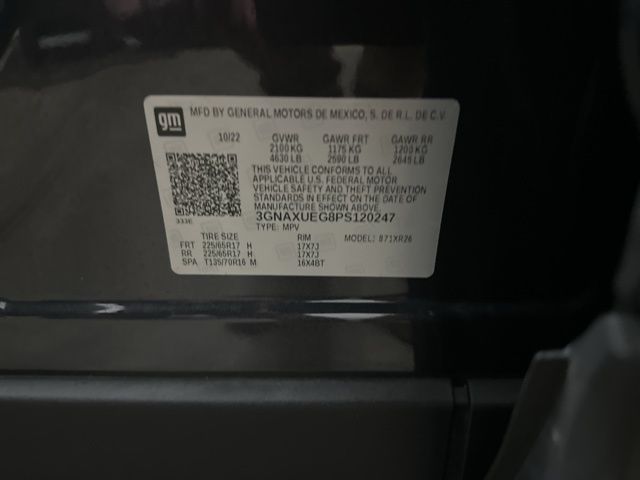 gm
MFD BY GENERAL MOTORS DE MEXICO, S. DE R.L. DE C.V.
10/22 GVWR GAWR FRT GAWR RR
2100 KG 1175 KG 1200 KG
4630 LB 2590 LB 2645 LB
THIS VEHICLE CONFORMS TO ALL
APPLICABLE U.S. FEDERAL MOTOR
VEHICLE SAFETY AND THEFT PREVENTION
STANDARDS IN EFFECT ON THE DATE OF
MANUFACTURE SHOWN ABOVE.
3GNAXUEG8PS120247
333E TYPE: MPV
TIRE SIZE RIM MODEL: 871XR26
FRT 225/65R17 H 17X7J
RR 225/65R17 H 17X7J
SPA T135/70R16 M 16X4BT